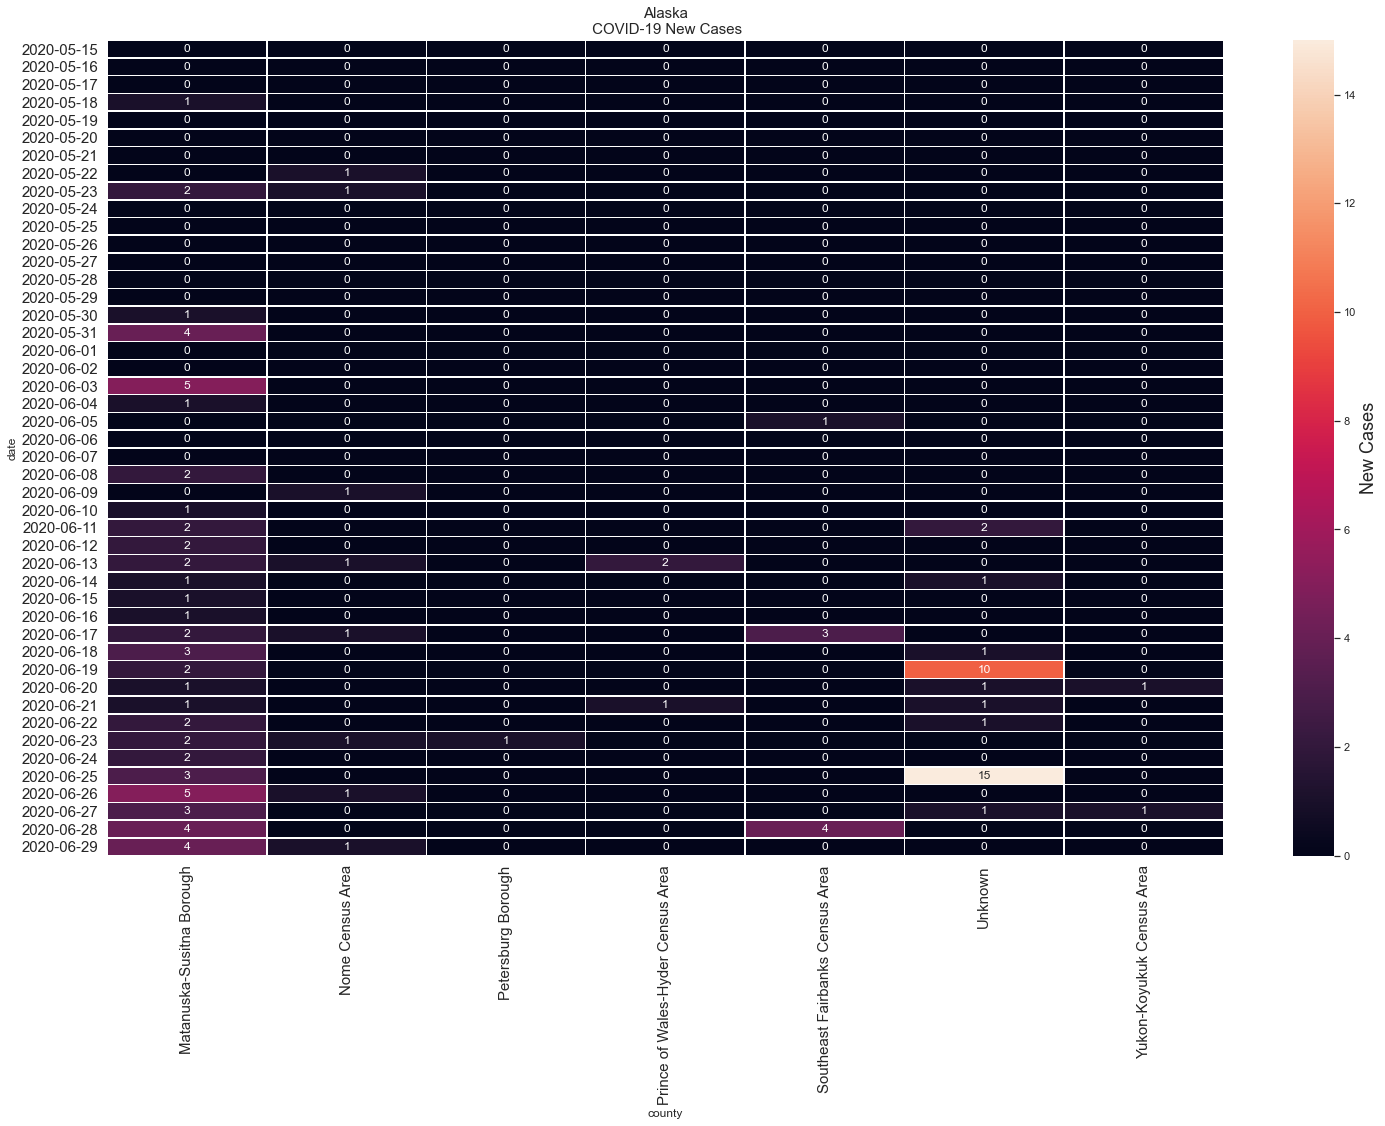 Alaska
COVID-19 New Cases
2020-05-15 0 0 0 0 0 0 0
2020-05-16 0 0 0 0 0 0 0
2020-05-17 0 0 0 0 0 0 0
2020-05-18 1 0 0 0 0 0 0
2020-05-19 0 0 0 0 0 0 0
2020-05-20 0 0 0 0 0 0 0
2020-05-21 0 0 0 0 0 0 0
2020-05-22 0 1 0 0 0 0 0
2020-05-23 2 1 0 0 0 0 0
2020-05-24 0 0 0 0 0 0 0
2020-05-25 0 0 0 0 0 0 0
2020-05-26 0 0 0 0 0 0 0
2020-05-27 0 0 0 0 0 0 0
2020-05-28 0 0 0 0 0 0 0
2020-05-29 0 0 0 0 0 0 0
2020-05-30 1 0 0 0 0 0 0
2020-05-31 4 0 0 0 0 0 0
2020-06-01 0 0 0 0 0 0 0
2020-06-02 0 0 0 0 0 0 0
2020-06-03 5 0 0 0 0 0 0
2020-06-04 1 0 0 0 0 0 0
2020-06-05 0 0 0 0 1 0 0
2020-06-06 0 0 0 0 0 0 0
2020-06-07 0 0 0 0 0 0 0
2020-06-08 2 0 0 0 0 0 0
2020-06-09 0 1 0 0 0 0 0
2020-06-10 1 0 0 0 0 0 0
2020-06-11 2 0 0 0 0 2 0
2020-06-12 2 0 0 0 0 0 0
2020-06-13 2 1 0 2 0 0 0
2020-06-14 1 0 0 0 0 1 0
2020-06-15 1 0 0 0 0 0 0
2020-06-16 1 0 0 0 0 0 0
2020-06-17 2 1 0 0 3 0 0
2020-06-18 3 0 0 0 0 1 0
2020-06-19 2 0 0 0 0 10 0
2020-06-20 1 0 0 0 0 1 1
2020-06-21 1 0 0 1 0 1 0
2020-06-22 2 0 0 0 0 1 0
2020-06-23 2 1 1 0 0 0 0
2020-06-24 2 0 0 0 0 0 0
2020-06-25 3 0 0 0 0 15 0
2020-06-26 5 1 0 0 0 0 0
2020-06-27 3 0 0 0 0 1 1
2020-06-28 4 0 0 0 4 0 0
2020-06-29 4 1 0 0 0 0 0
date
Matanuska-Susitna Borough
Nome Census Area
Petersburg Borough
Prince of Wales-Hyder Census Area
Southeast Fairbanks Census Area
Unknown
Yukon-Koyukuk Census Area
county
14
12
10
8
6
4
2
0
New Cases